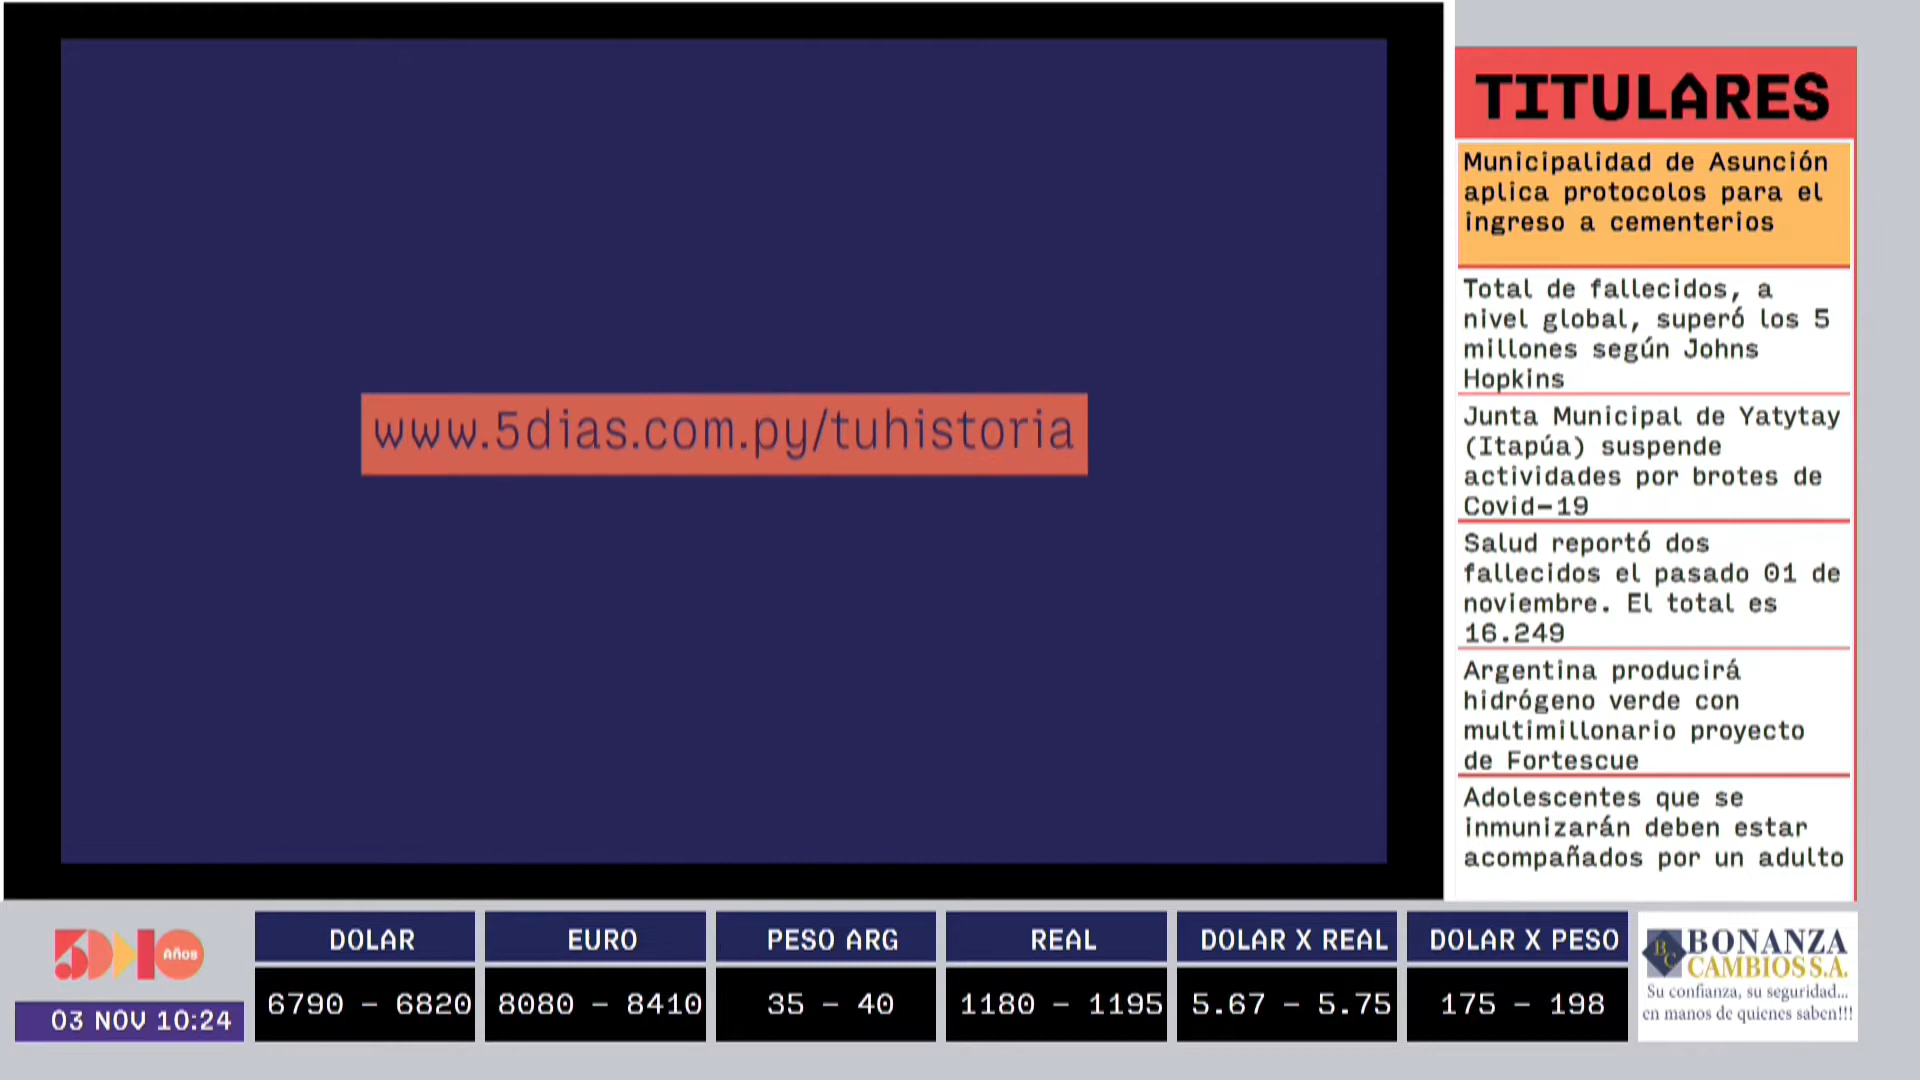 www.5dias.com.py/tuhistoria
TITULARES
Municipalidad de Asunción
aplica protocolos para el
ingreso a cementerios
Total de fallecidos, a
nivel global, superó los 5
millones según Johns
Hopkins
Junta Municipal de Yatytay
(Itapúa) suspende
actividades por brotes de
Covid-19
Salud reportó dos
fallecidos el pasado 01 de
noviembre. El total es
16.249
Argentina producirá
hidrógeno verde con
multimillonario proyecto
de Fortescue
Adolescentes que se
inmunizarán deben estar
acompañados por un adulto
5D 10 Años
03 NOV 10:24
DOLAR
6790 - 6820
EURO
8080 - 8410
PESO ARG
35 - 40
REAL
1180 - 1195
DOLAR X REAL
5.67 - 5.75
DOLAR X PESO
175 - 198
BC BONANZA
CAMBIOS S.A.
Su confianza, su seguridad...
en manos de quienes saben!!!